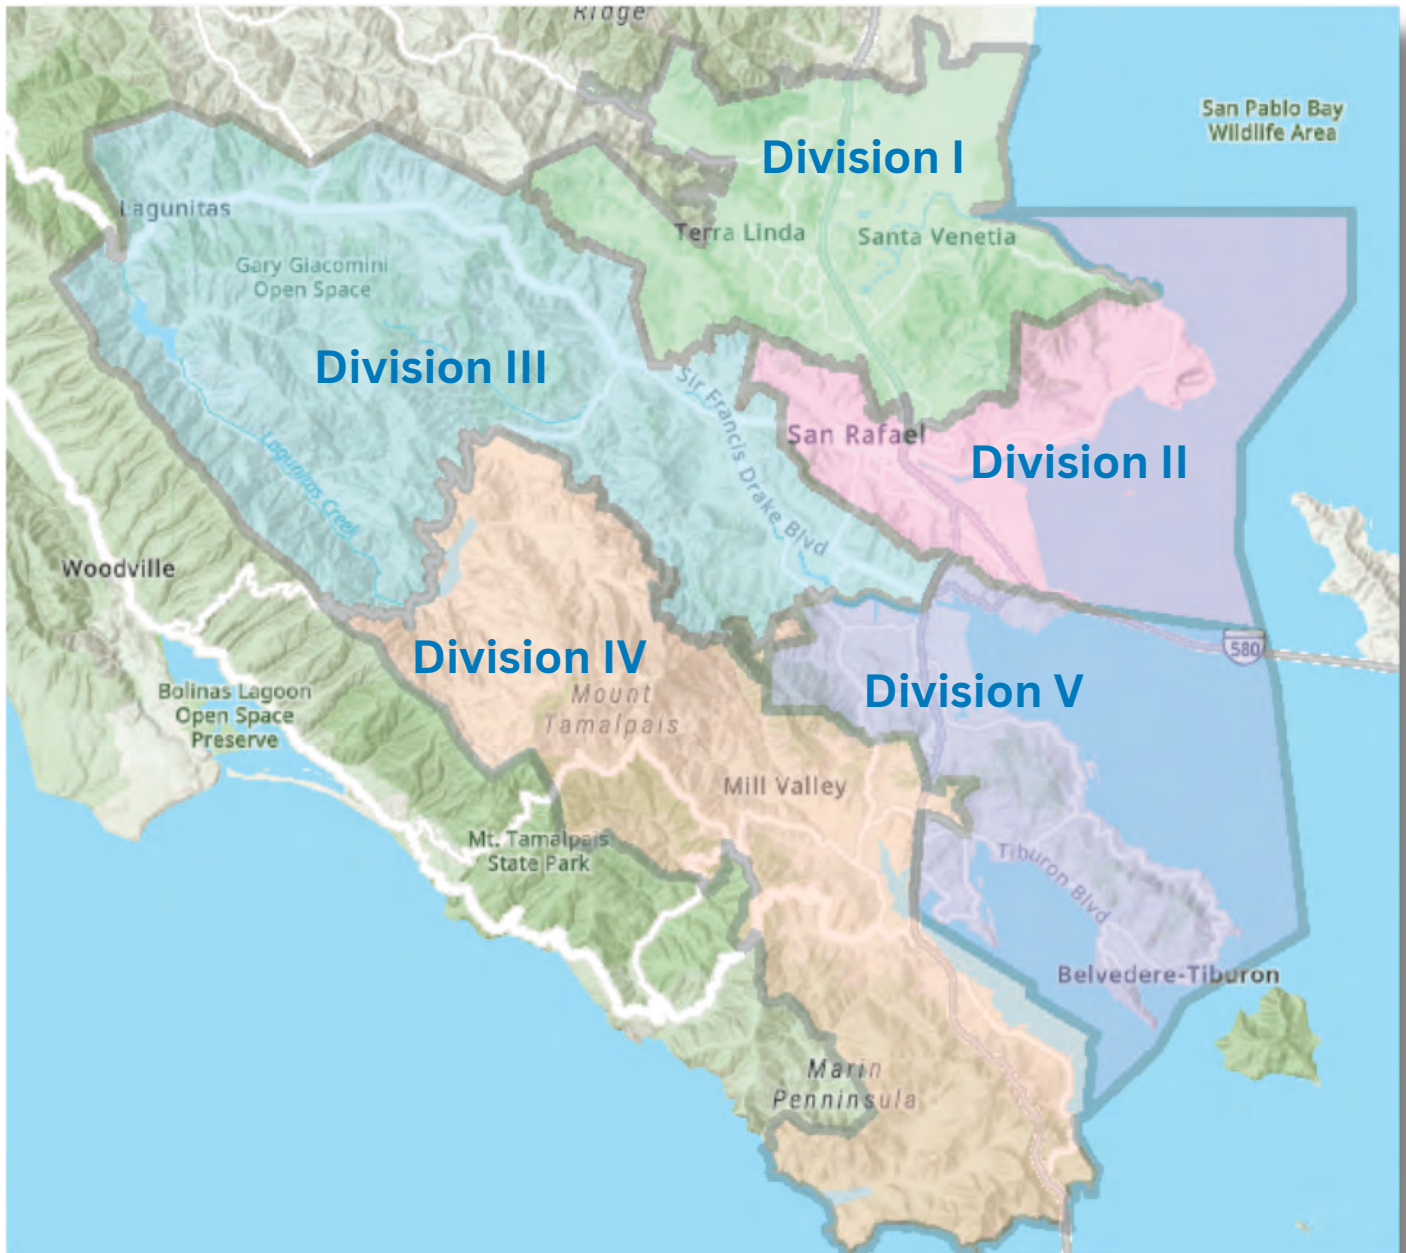 Ridge
San Pablo Bay
Wildlife Area
Division I
Lagunitas
Terra Linda
Santa Venetia
Gary Giacomini
Open Space
Division III
Sir Francis Drake Blvd
San Rafael
Division II
Lagunitas Creek
Woodville
580
Division IV
Division V
Bolinas Lagoon
Open Space
Preserve
Mount
Tamalpais
Mill Valley
Mt. Tamalpais
State Park
Tiburon Blvd
Belvedere-Tiburon
Marin
Penninsula